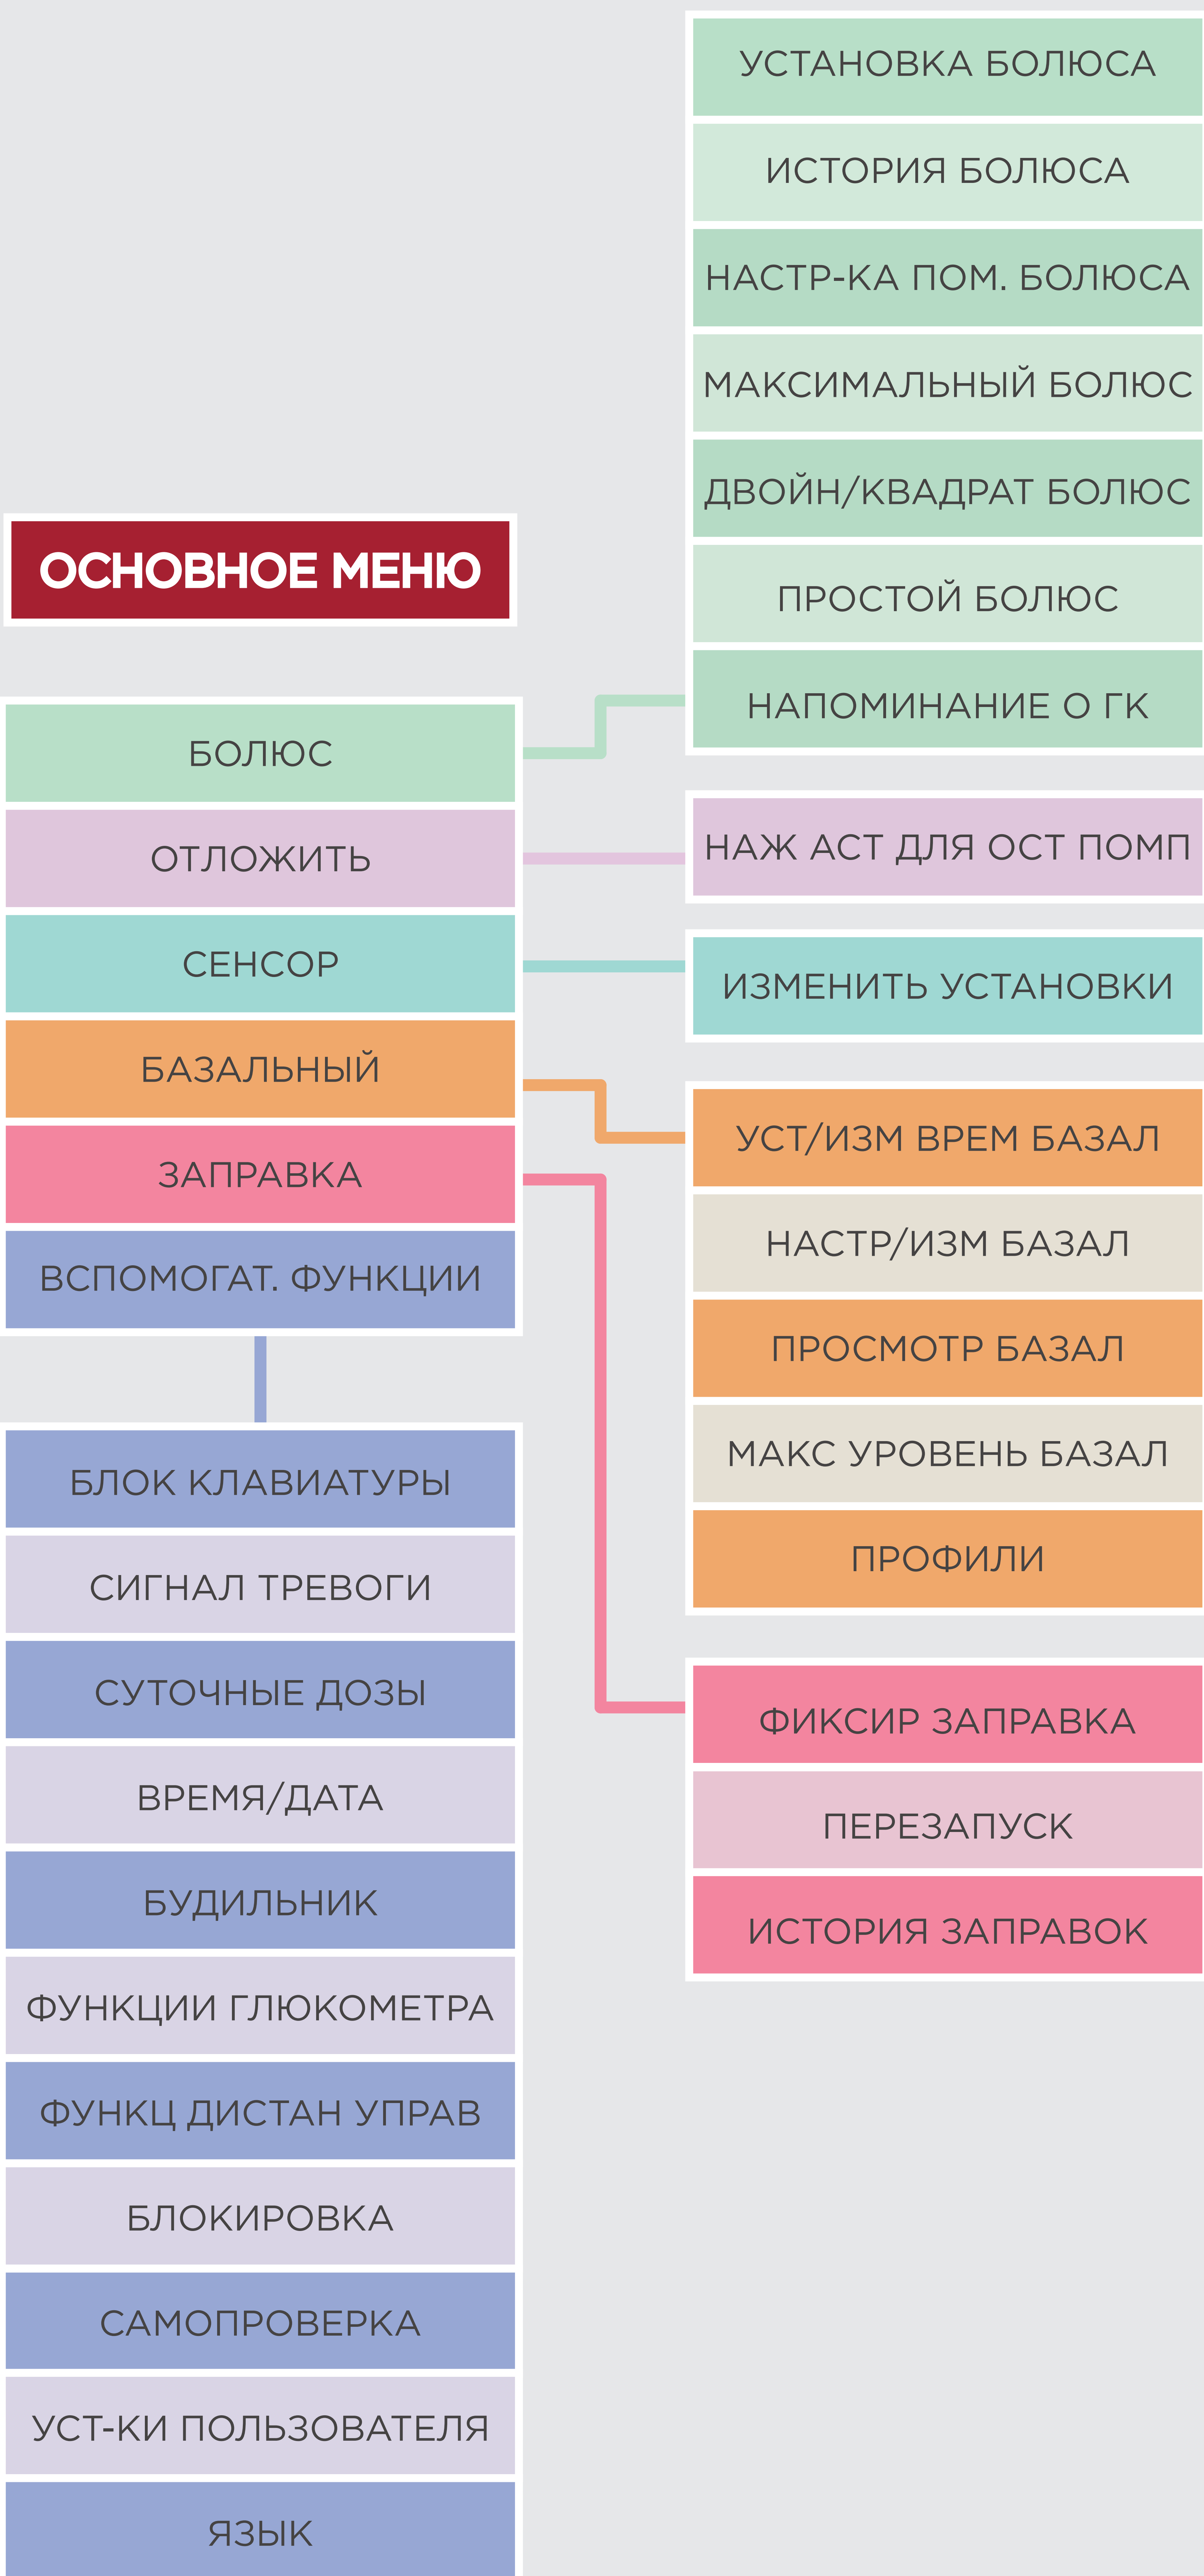 ОСНОВНОЕ МЕНЮ
БОЛЮС
ОТЛОЖИТЬ
СЕНСОР
БАЗАЛЬНЫЙ
ЗАПРАВКА
ВСПОМОГАТ. ФУНКЦИИ
БЛОК КЛАВИАТУРЫ
СИГНАЛ ТРЕВОГИ
СУТОЧНЫЕ ДОЗЫ
ВРЕМЯ/ДАТА
БУДИЛЬНИК
ФУНКЦИИ ГЛЮКОМЕТРА
ФУНКЦ ДИСТАН УПРАВ
БЛОКИРОВКА
САМОПРОВЕРКА
УСТ-КИ ПОЛЬЗОВАТЕЛЯ
ЯЗЫК
УСТАНОВКА БОЛЮСА
ИСТОРИЯ БОЛЮСА
НАСТР-КА ПОМ. БОЛЮСА
МАКСИМАЛЬНЫЙ БОЛЮС
ДВОЙН/КВАДРАТ БОЛЮС
ПРОСТОЙ БОЛЮС
НАПОМИНАНИЕ О ГК
НАЖ АСТ ДЛЯ ОСТ ПОМП
ИЗМЕНИТЬ УСТАНОВКИ
УСТ/ИЗМ ВРЕМ БАЗАЛ
НАСТР/ИЗМ БАЗАЛ
ПРОСМОТР БАЗАЛ
МАКС УРОВЕНЬ БАЗАЛ
ПРОФИЛИ
ФИКСИР ЗАПРАВКА
ПЕРЕЗАПУСК
ИСТОРИЯ ЗАПРАВОК